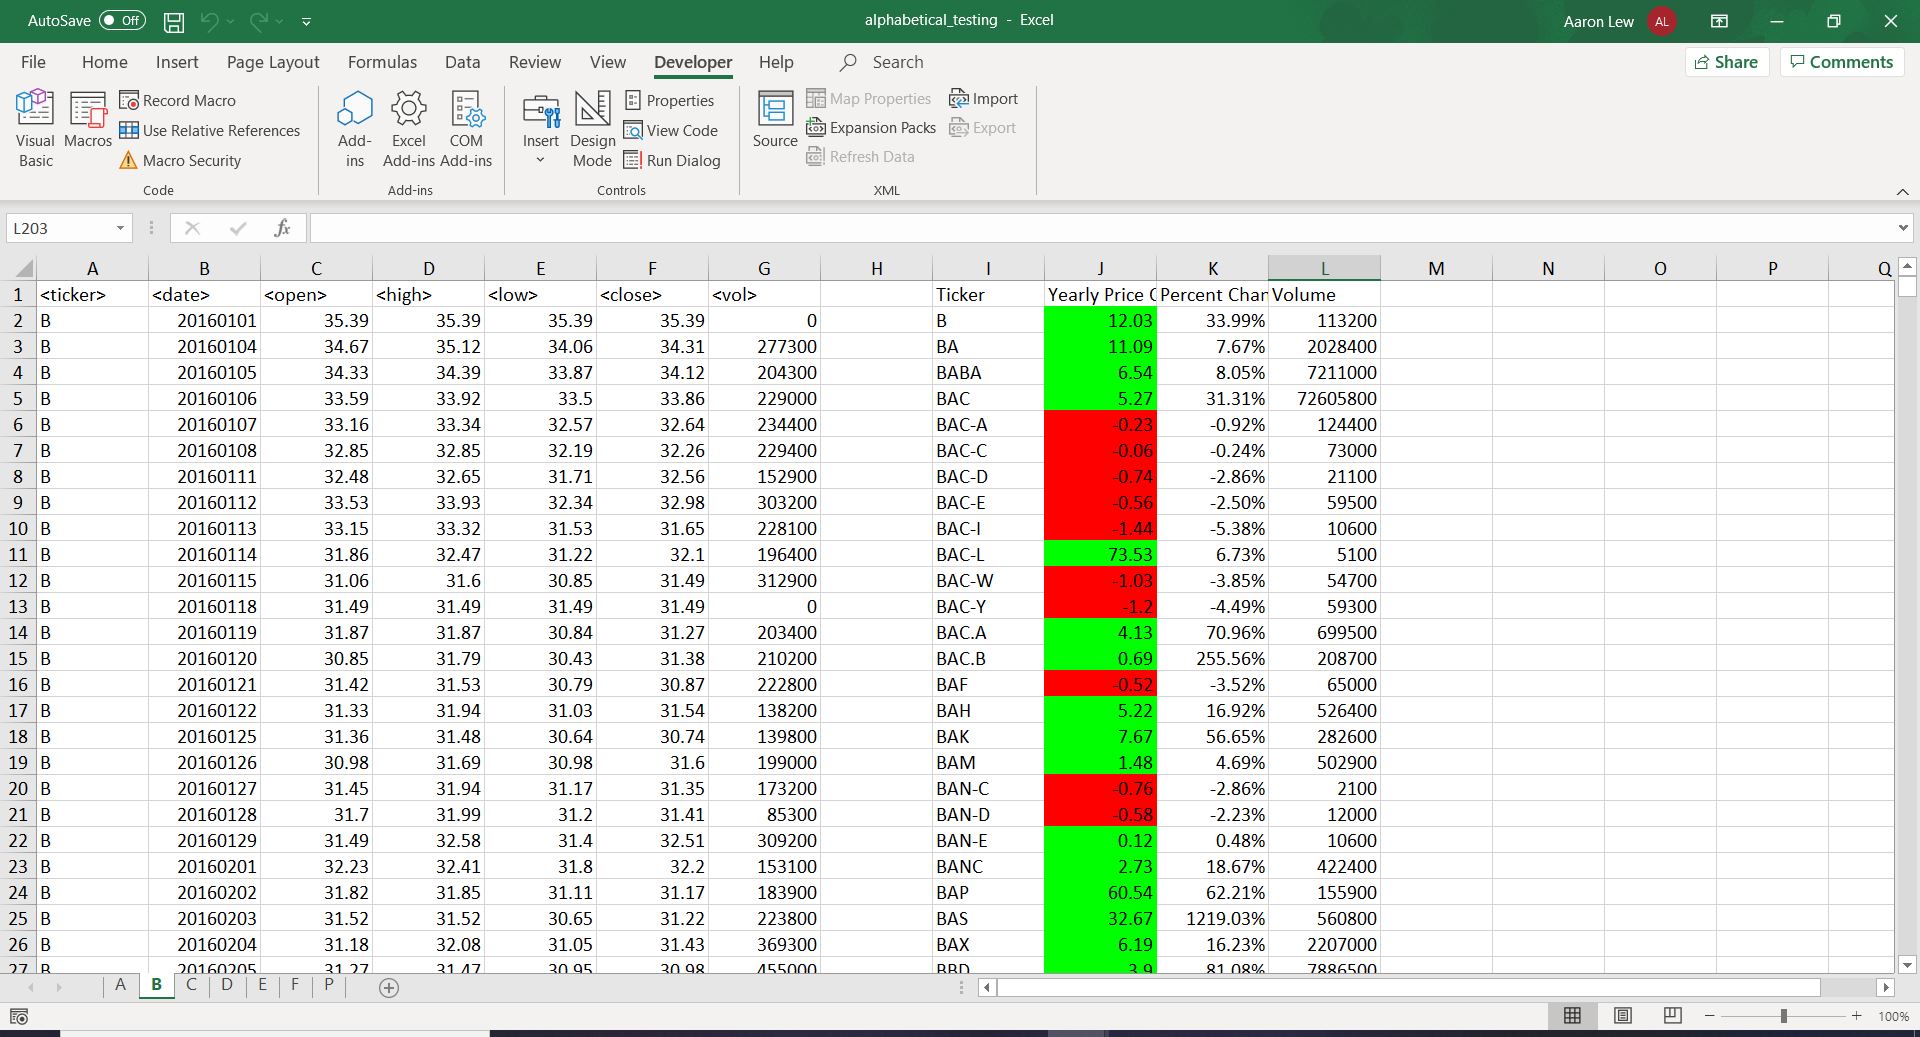 AutoSave Off alphabetical_testing - Excel Aaron Lew AL
File Home Insert Page Layout Formulas Data Review View Developer Help Search Share Comments
Visual Basic
Macros
Record Macro
Use Relative References
Macro Security
Code
Add-ins
Excel Add-ins
COM Add-ins
Add-ins
Insert
Design Mode
Properties
View Code
Run Dialog
Controls
Source
Map Properties
Expansion Packs
Refresh Data
Import
Export
XML
L203 fx
A B C D E F G H I J K L M N O P Q
1 <ticker> <date> <open> <high> <low> <close> <vol> Ticker Yearly Price C Percent Chan Volume
2 B 20160101 35.39 35.39 35.39 35.39 0 B 12.03 33.99% 113200
3 B 20160104 34.67 35.12 34.06 34.31 277300 BA 11.09 7.67% 2028400
4 B 20160105 34.33 34.39 33.87 34.12 204300 BABA 6.54 8.05% 7211000
5 B 20160106 33.59 33.92 33.5 33.86 229000 BAC 5.27 31.31% 72605800
6 B 20160107 33.16 33.34 32.57 32.64 234400 BAC-A -0.23 -0.92% 124400
7 B 20160108 32.85 32.85 32.19 32.26 229400 BAC-C -0.06 -0.24% 73000
8 B 20160111 32.48 32.65 31.71 32.56 152900 BAC-D -0.74 -2.86% 21100
9 B 20160112 33.53 33.93 32.34 32.98 303200 BAC-E -0.56 -2.50% 59500
10 B 20160113 33.15 33.32 31.53 31.65 228100 BAC-I -1.44 -5.38% 10600
11 B 20160114 31.86 32.47 31.22 32.1 196400 BAC-L 73.53 6.73% 5100
12 B 20160115 31.06 31.6 30.85 31.49 312900 BAC-W -1.03 -3.85% 54700
13 B 20160118 31.49 31.49 31.49 31.49 0 BAC-Y -1.2 -4.49% 59300
14 B 20160119 31.87 31.87 30.84 31.27 203400 BAC.A 4.13 70.96% 699500
15 B 20160120 30.85 31.79 30.43 31.38 210200 BAC.B 0.69 255.56% 208700
16 B 20160121 31.42 31.53 30.79 30.87 222800 BAF -0.52 -3.52% 65000
17 B 20160122 31.33 31.94 31.03 31.54 138200 BAH 5.22 16.92% 526400
18 B 20160125 31.36 31.48 30.64 30.74 139800 BAK 7.67 56.65% 282600
19 B 20160126 30.98 31.69 30.98 31.6 199000 BAM 1.48 4.69% 502900
20 B 20160127 31.45 31.94 31.17 31.35 173200 BAN-C -0.76 -2.86% 2100
21 B 20160128 31.7 31.99 31.2 31.41 85300 BAN-D -0.58 -2.23% 12000
22 B 20160129 31.49 32.58 31.4 32.51 309200 BAN-E 0.12 0.48% 10600
23 B 20160201 32.23 32.41 31.8 32.2 153100 BANC 2.73 18.67% 422400
24 B 20160202 31.82 31.85 31.11 31.17 183900 BAP 60.54 62.21% 155900
25 B 20160203 31.52 31.52 30.65 31.22 223800 BAS 32.67 1219.03% 560800
26 B 20160204 31.18 32.08 31.05 31.43 369300 BAX 6.19 16.23% 2207000
27 B 20160205 31.27 31.47 30.95 30.98 455000 BBD 3.9 81.08% 7886500
A B C D E F P
100%